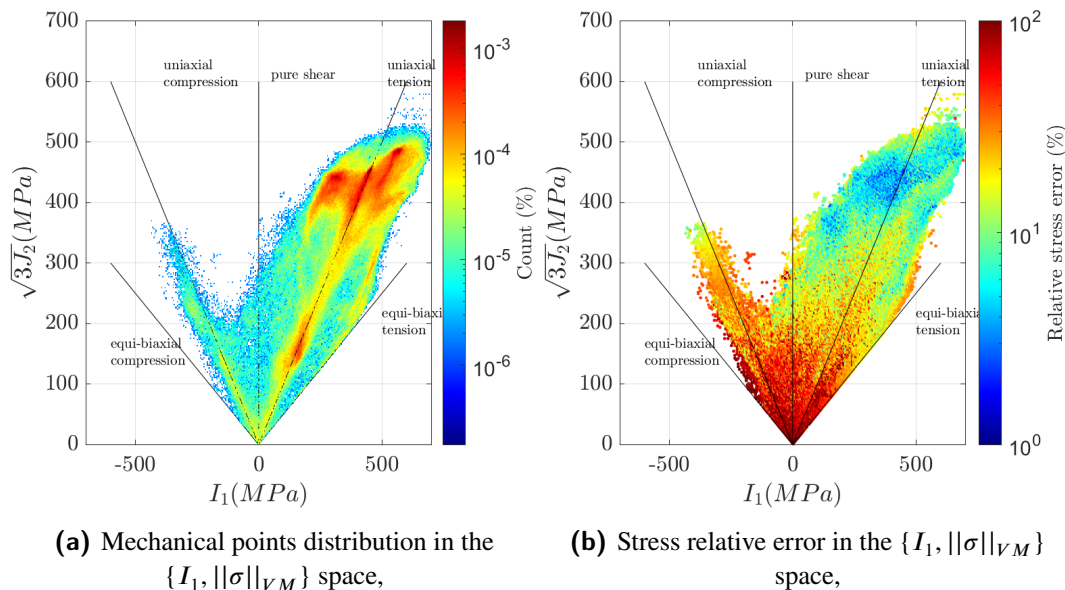 700
600
500
400
300
200
100
0
-500
0
500
√3J₂(MPa)
I₁(MPa)
uniaxial
compression
pure shear
uniaxial
tension
equi-biaxial
compression
equi-biaxial
tension
10⁻³
10⁻⁴
10⁻⁵
10⁻⁶
Count (%)
(a) Mechanical points distribution in the
{I₁, ||σ||_VM} space,
700
600
500
400
300
200
100
0
-500
0
500
√3J₂(MPa)
I₁(MPa)
uniaxial
compression
pure shear
uniaxial
tension
equi-biaxial
compression
equi-biaxial
tension
10²
10¹
10⁰
Relative stress error (%)
(b) Stress relative error in the {I₁, ||σ||_VM}
space,